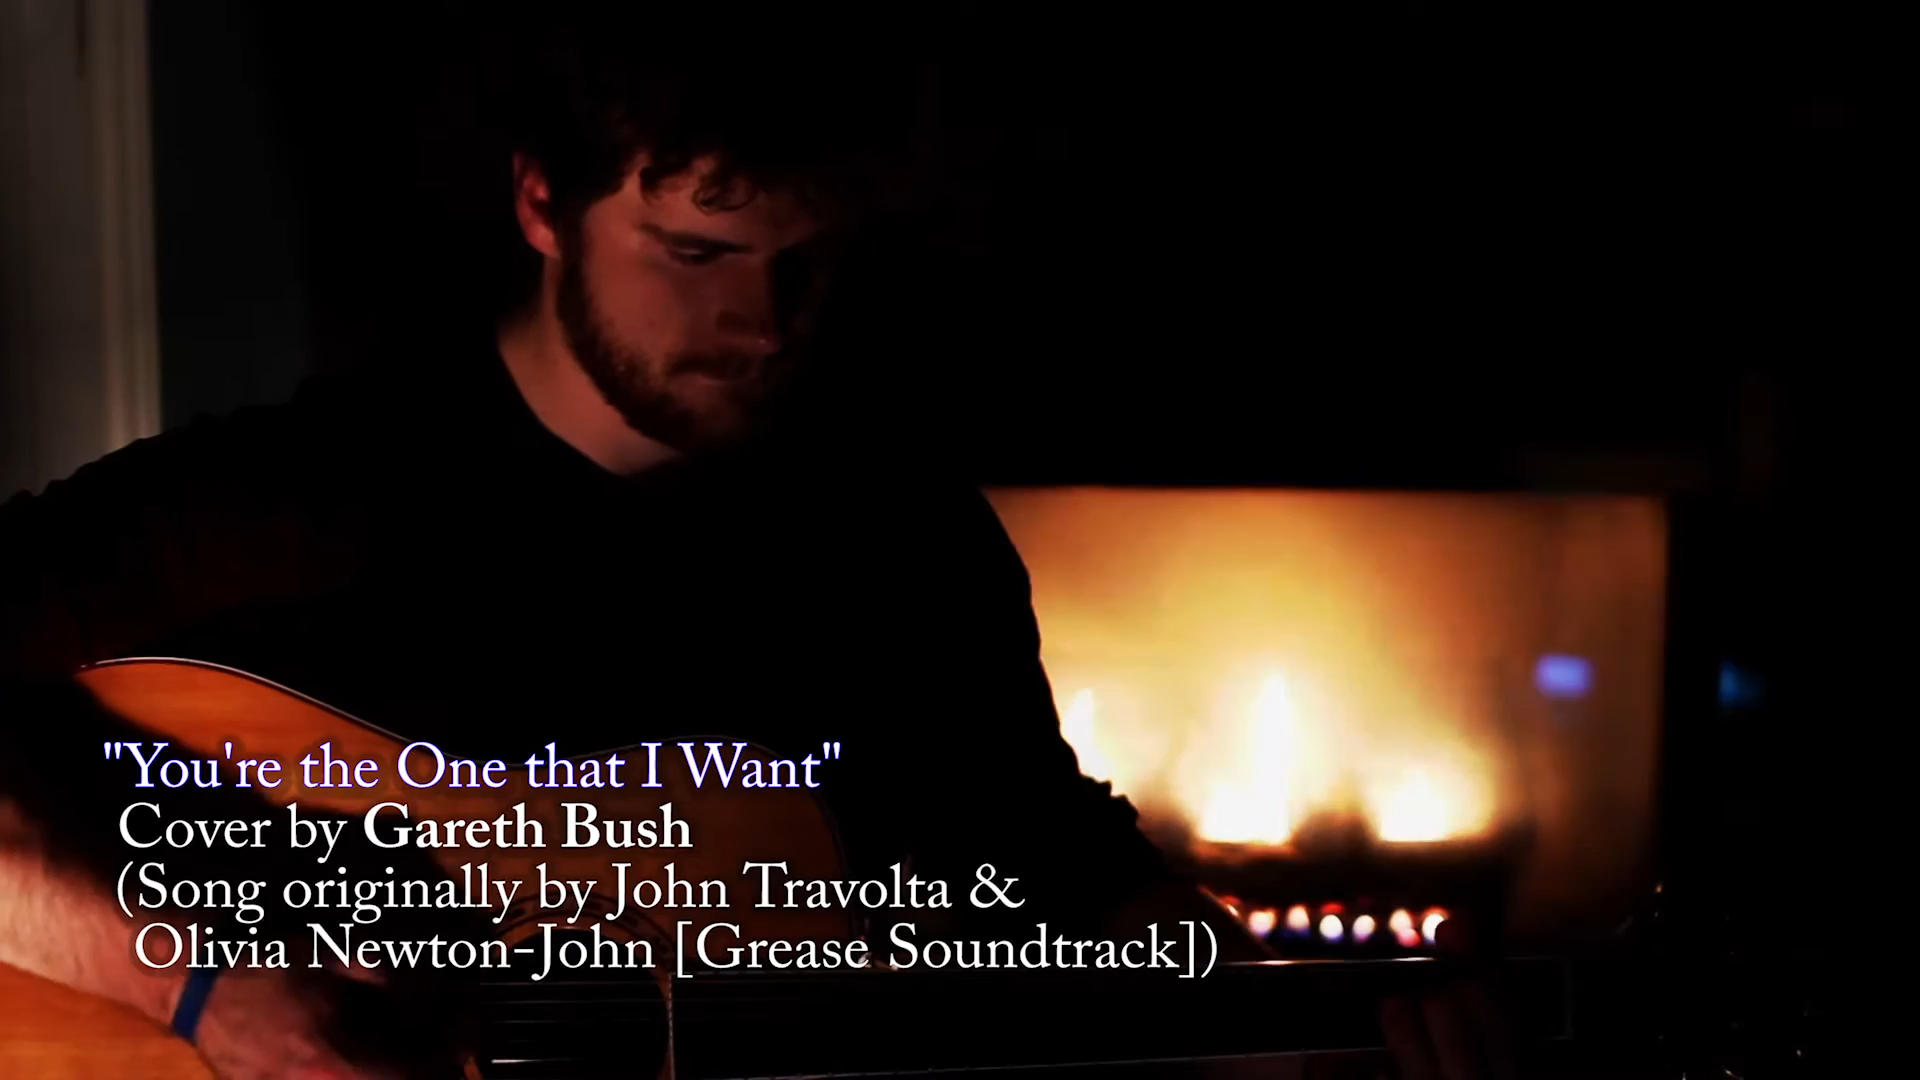 "You're the One that I Want"
Cover by Gareth Bush
(Song originally by John Travolta &
Olivia Newton-John [Grease Soundtrack])